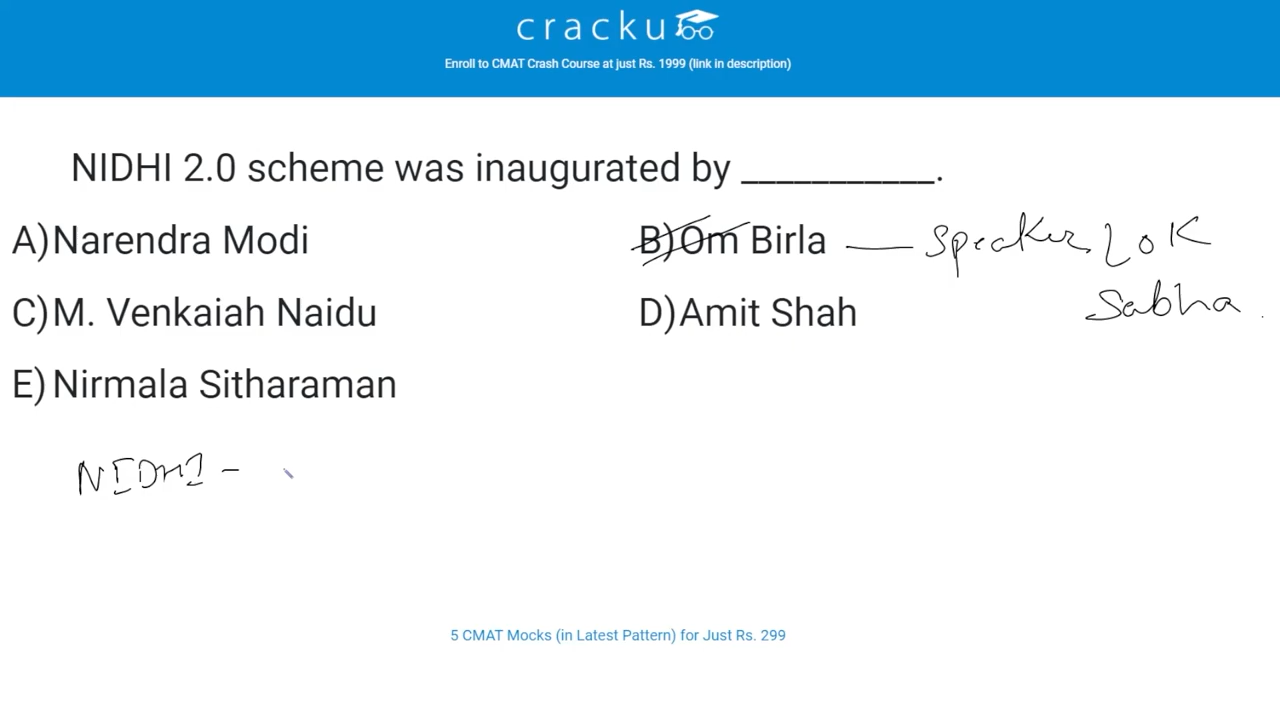 cracku
Enroll to CMAT Crash Course at just Rs. 1999 (link in description)
NIDHI 2.0 scheme was inaugurated by ___________.
A)Narendra Modi
B)Om Birla — Speaker Lok
Sabha.
C)M. Venkaiah Naidu
D)Amit Shah
E)Nirmala Sitharaman
NIDHI -
5 CMAT Mocks (in Latest Pattern) for Just Rs. 299